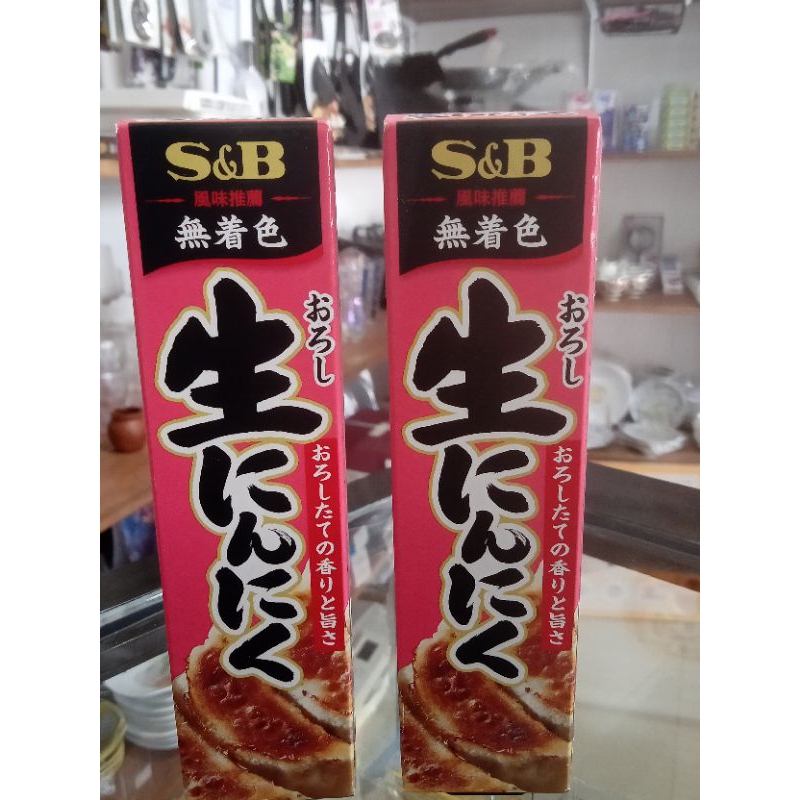 S&B
風味推薦
無着色
おろし
生にんにく
おろしたての香りと旨さ
S&B
風味推薦
無着色
おろし
生にんにく
おろしたての香りと旨さ